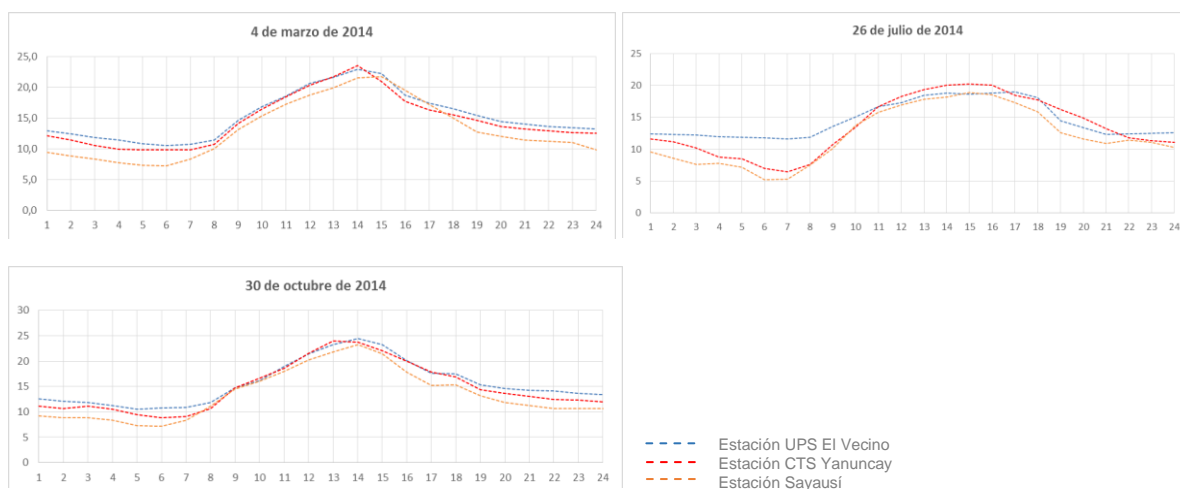 4 de marzo de 2014
25,0
20,0
15,0
10,0
5,0
0,0
1 2 3 4 5 6 7 8 9 10 11 12 13 14 15 16 17 18 19 20 21 22 23 24
26 de julio de 2014
25
20
15
10
5
0
1 2 3 4 5 6 7 8 9 10 11 12 13 14 15 16 17 18 19 20 21 22 23 24
30 de octubre de 2014
30
25
20
15
10
5
0
1 2 3 4 5 6 7 8 9 10 11 12 13 14 15 16 17 18 19 20 21 22 23 24
Estación UPS El Vecino
Estación CTS Yanuncay
Estación Sayausí